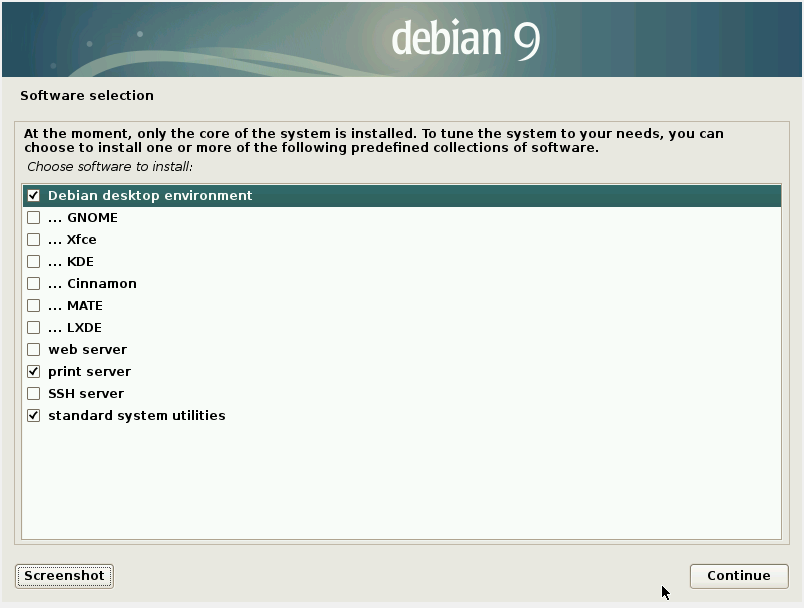 debian 9
Software selection
At the moment, only the core of the system is installed. To tune the system to your needs, you can
choose to install one or more of the following predefined collections of software.
Choose software to install:
Debian desktop environment
... GNOME
... Xfce
... KDE
... Cinnamon
... MATE
... LXDE
web server
print server
SSH server
standard system utilities
Screenshot
Continue